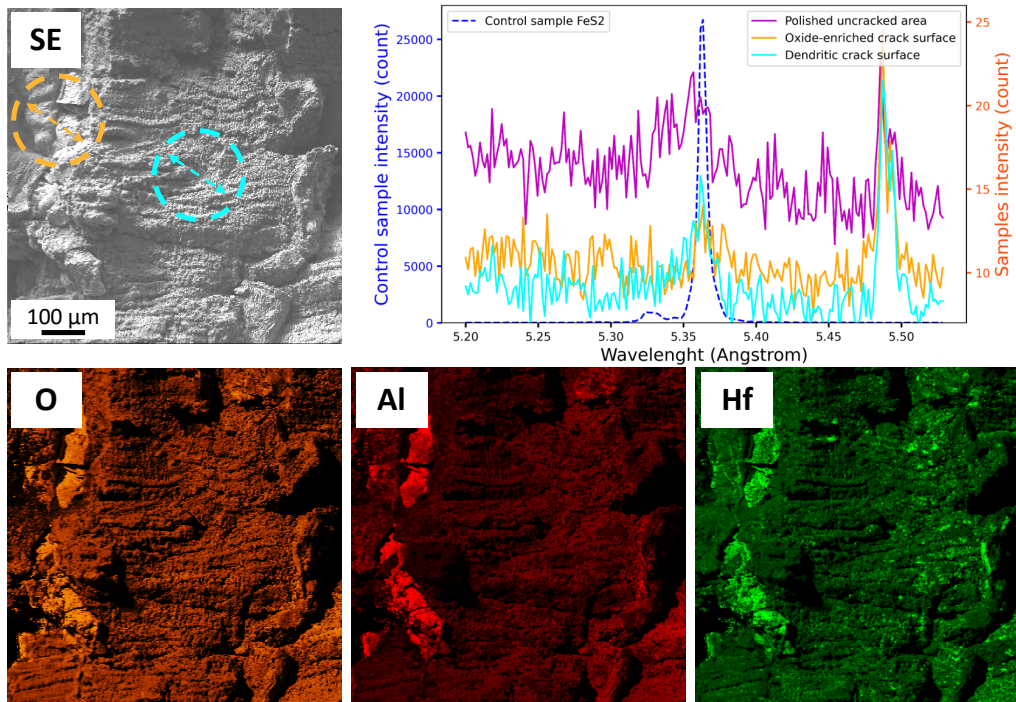 SE
100 µm
Control sample FeS2
Polished uncracked area
Oxide-enriched crack surface
Dendritic crack surface
Control sample intensity (count)
25000
20000
15000
10000
5000
0
25
20
15
10
Samples intensity (count)
5.20
5.25
5.30
5.35
5.40
5.45
5.50
Wavelenght (Angstrom)
O
Al
Hf